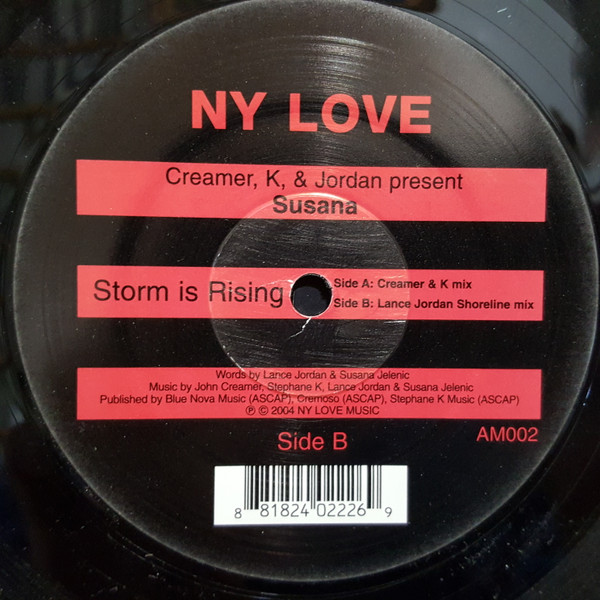 NY LOVE
Creamer, K, & Jordan present
Susana
Storm is Rising
Side A: Creamer & K mix
Side B: Lance Jordan Shoreline mix
Words by Lance Jordan & Susana Jelenic
Music by John Creamer, Stephane K, Lance Jordan & Susana Jelenic
Published by Blue Nova Music (ASCAP), Cremoso (ASCAP), Stephane K Music (ASCAP)
℗ © 2004 NY LOVE MUSIC
Side B
AM002
8 81824 02226 9